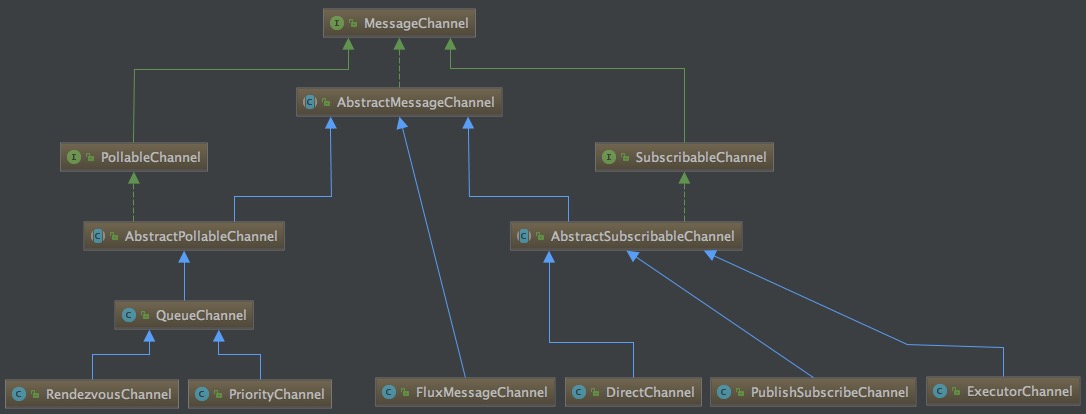 I MessageChannel
C AbstractMessageChannel
I PollableChannel
I SubscribableChannel
C AbstractPollableChannel
C AbstractSubscribableChannel
C QueueChannel
C RendezvousChannel
C PriorityChannel
C FluxMessageChannel
C DirectChannel
C PublishSubscribeChannel
C ExecutorChannel